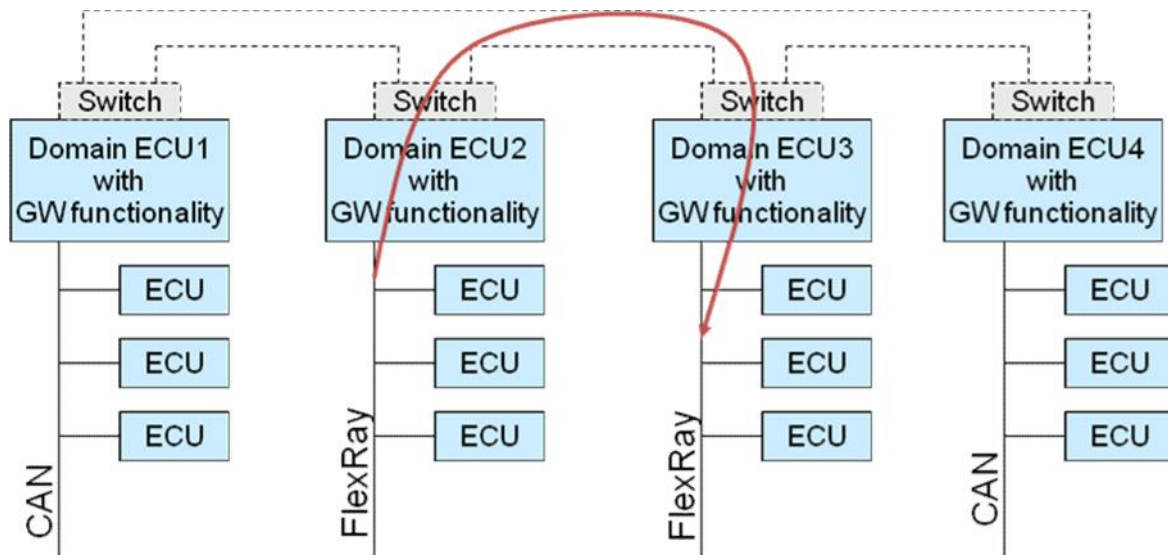 Switch
Switch
Switch
Switch
Domain ECU1
with
GW functionality
Domain ECU2
with
GW functionality
Domain ECU3
with
GW functionality
Domain ECU4
with
GW functionality
ECU
ECU
ECU
ECU
ECU
ECU
ECU
ECU
ECU
ECU
ECU
ECU
CAN
FlexRay
FlexRay
CAN